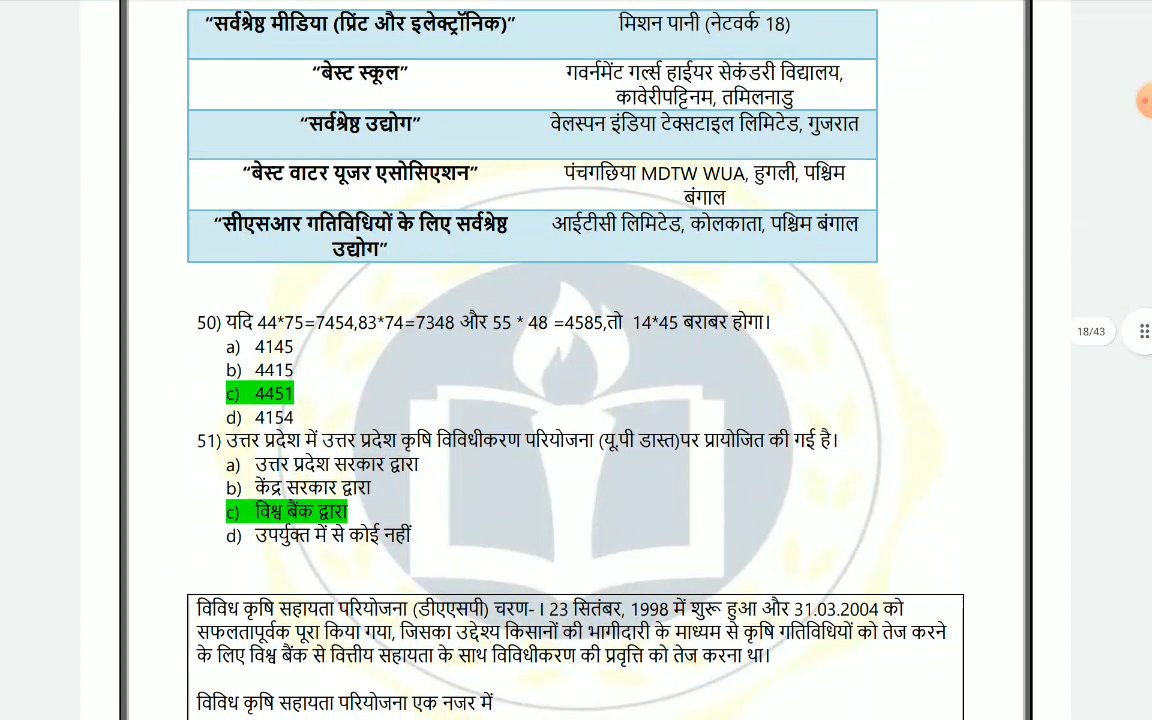 “सर्वश्रेष्ठ मीडिया (प्रिंट और इलेक्ट्रॉनिक)” मिशन पानी (नेटवर्क 18)
“बेस्ट स्कूल” गवर्नमेंट गर्ल्स हाईयर सेकंडरी विद्यालय,
कावेरीपट्टिनम, तमिलनाडु
“सर्वश्रेष्ठ उद्योग” वेलस्पन इंडिया टेक्सटाइल लिमिटेड, गुजरात
“बेस्ट वाटर यूजर एसोसिएशन” पंचगछिया MDTW WUA, हुगली, पश्चिम
बंगाल
“सीएसआर गतिविधियों के लिए सर्वश्रेष्ठ आईटीसी लिमिटेड, कोलकाता, पश्चिम बंगाल
उद्योग”
50) यदि 44*75=7454,83*74=7348 और 55 * 48 =4585,तो 14*45 बराबर होगा।
a) 4145
b) 4415
c) 4451
d) 4154
51) उत्तर प्रदेश में उत्तर प्रदेश कृषि विविधीकरण परियोजना (यू.पी डास्त)पर प्रायोजित की गई है।
a) उत्तर प्रदेश सरकार द्वारा
b) केंद्र सरकार द्वारा
c) विश्व बैंक द्वारा
d) उपर्युक्त में से कोई नहीं
18/43
विविध कृषि सहायता परियोजना (डीएएसपी) चरण- I 23 सितंबर, 1998 में शुरू हुआ और 31.03.2004 को
सफलतापूर्वक पूरा किया गया, जिसका उद्देश्य किसानों की भागीदारी के माध्यम से कृषि गतिविधियों को तेज करने
के लिए विश्व बैंक से वित्तीय सहायता के साथ विविधीकरण की प्रवृत्ति को तेज करना था।
विविध कृषि सहायता परियोजना एक नजर में